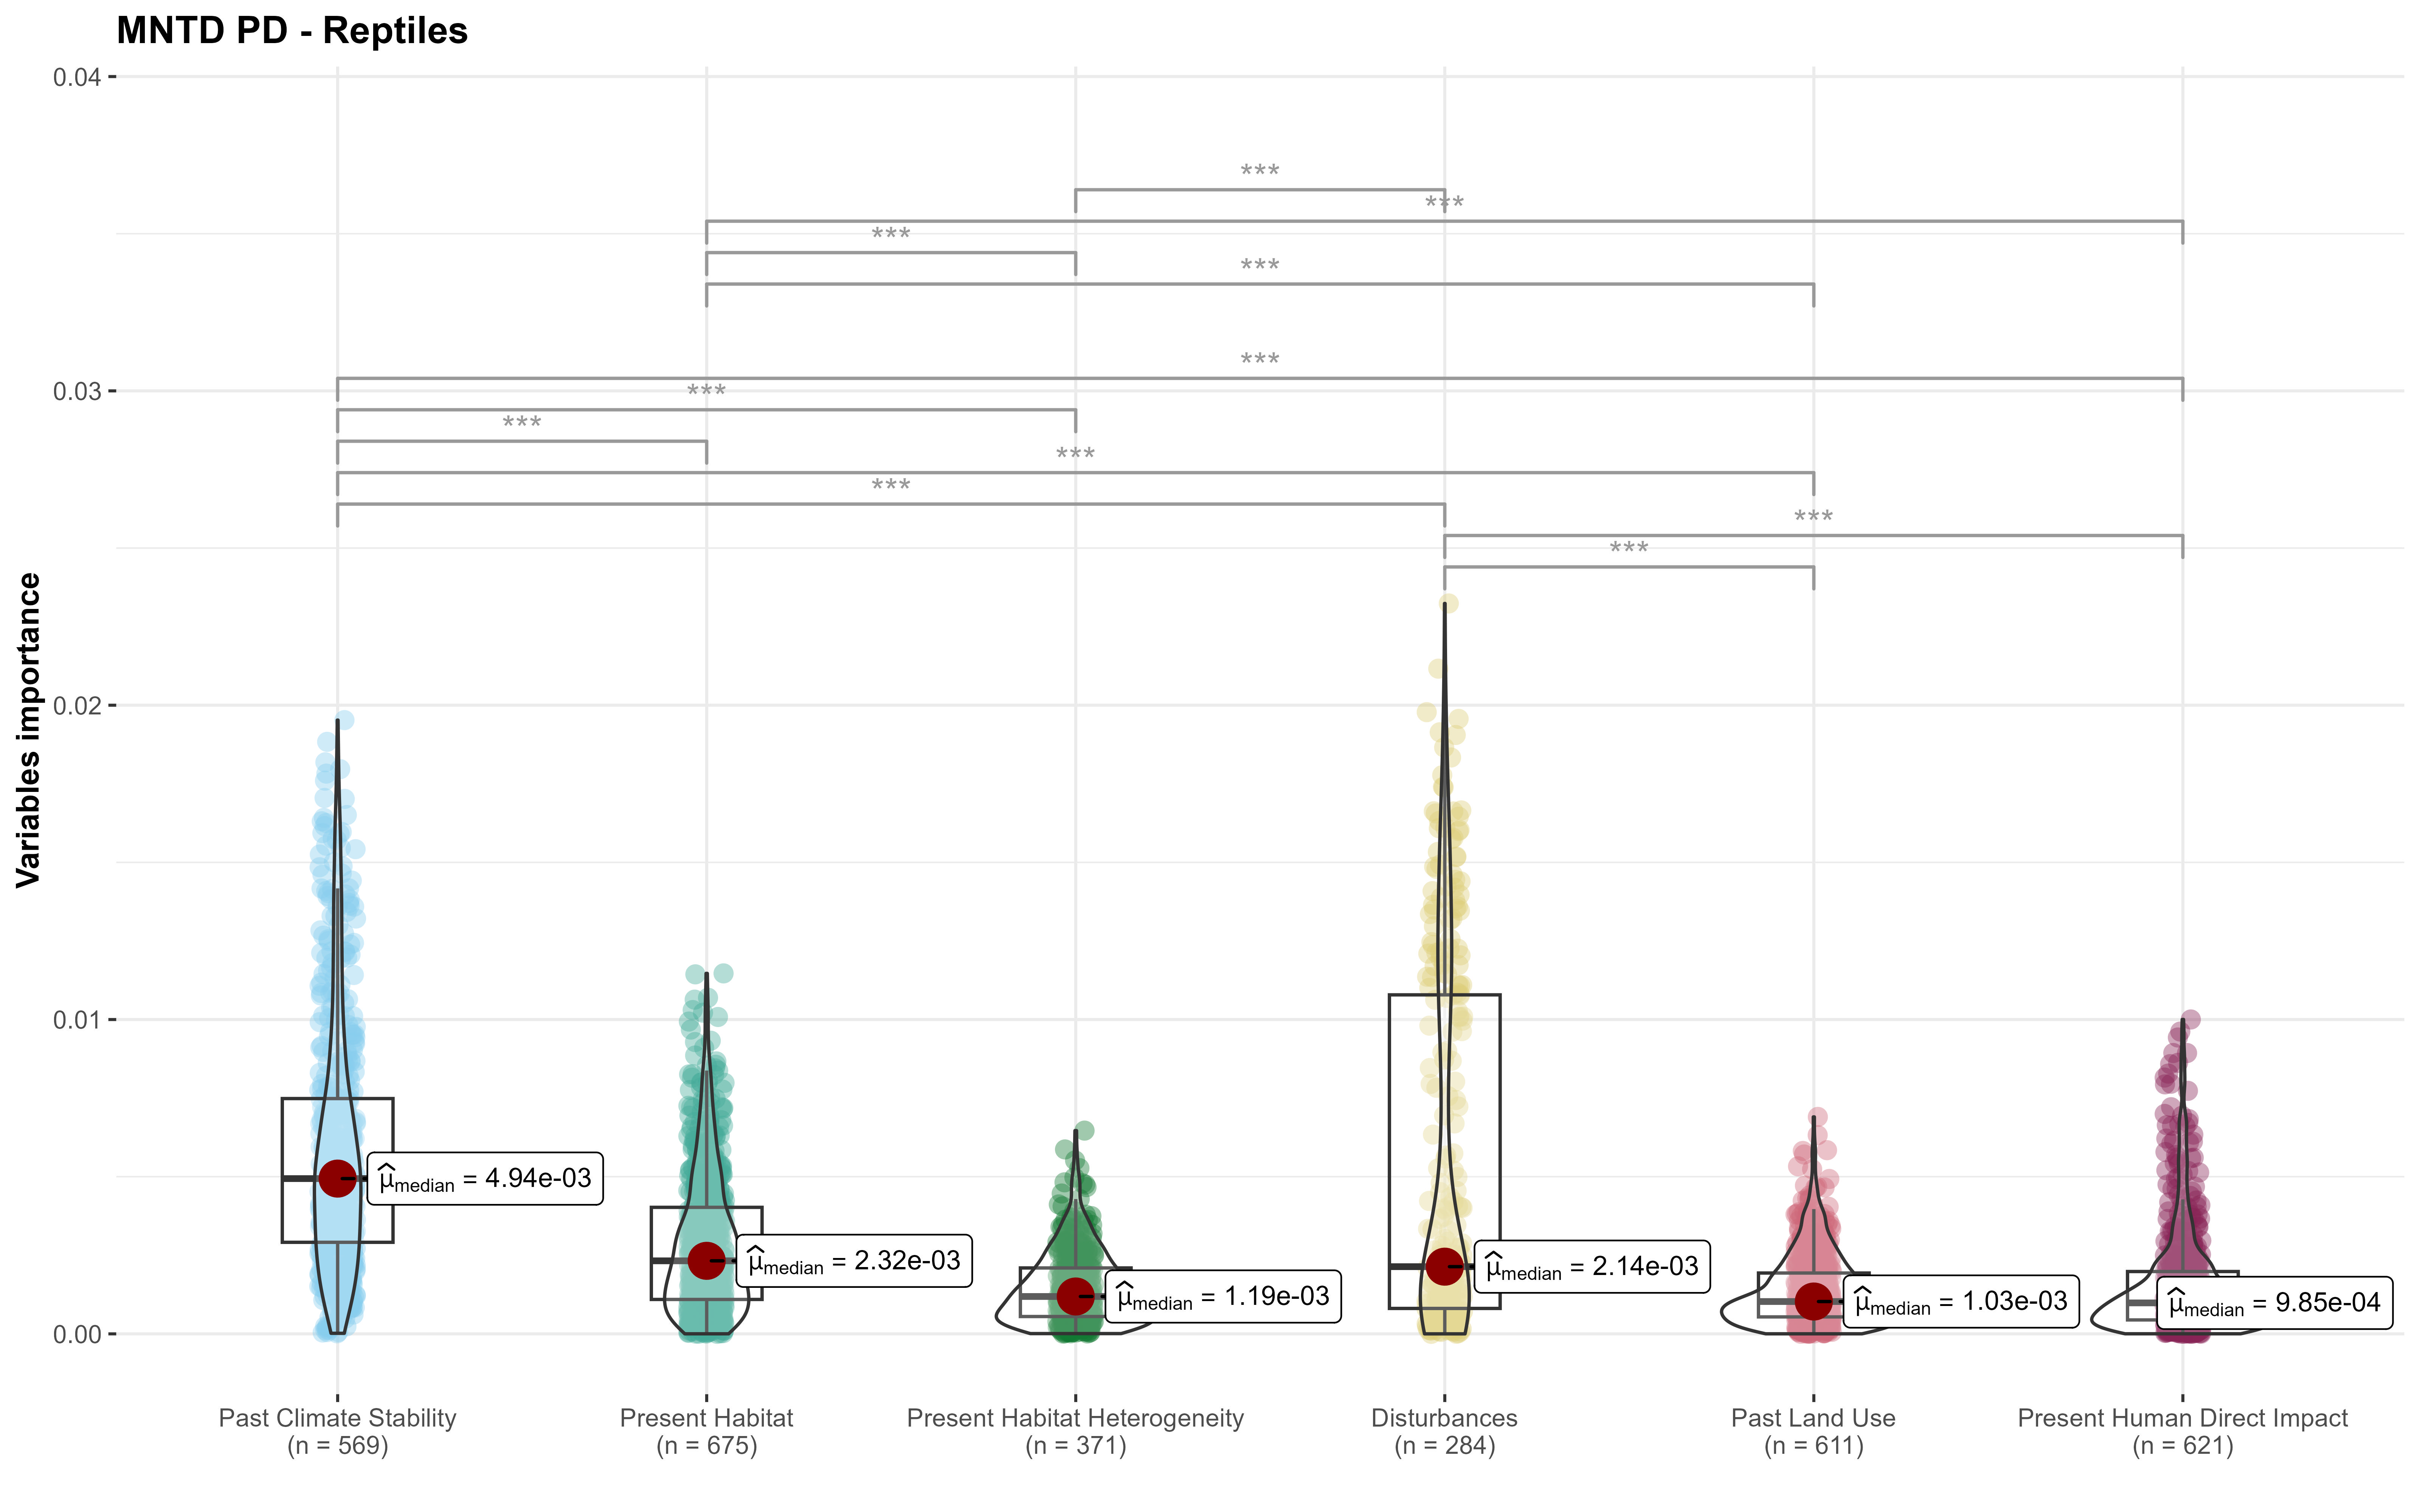 MNTD PD - Reptiles
Variables importance
0.04
0.03
0.02
0.01
0.00
***
***
***
***
***
***
***
***
***
***
***
μ̂median = 4.94e-03
μ̂median = 2.32e-03
μ̂median = 1.19e-03
μ̂median = 2.14e-03
μ̂median = 1.03e-03
μ̂median = 9.85e-04
Past Climate Stability
(n = 569)
Present Habitat
(n = 675)
Present Habitat Heterogeneity
(n = 371)
Disturbances
(n = 284)
Past Land Use
(n = 611)
Present Human Direct Impact
(n = 621)